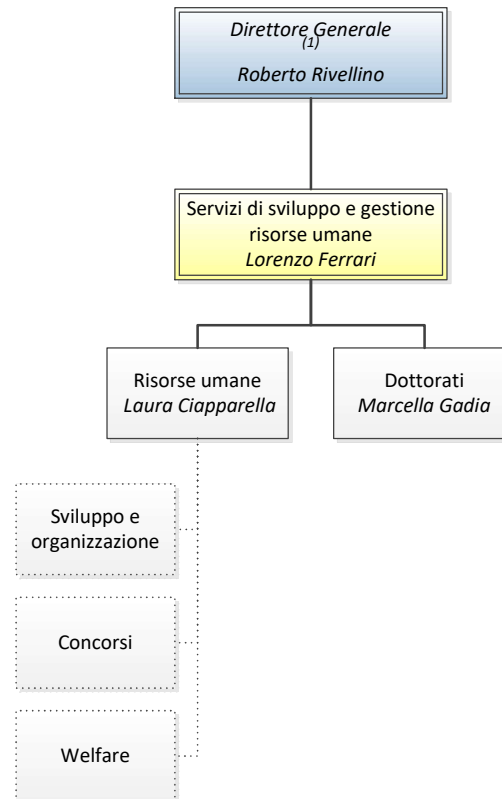 Direttore Generale
(1)
Roberto Rivellino
Servizi di sviluppo e gestione
risorse umane
Lorenzo Ferrari
Risorse umane
Laura Ciapparella
Dottorati
Marcella Gadia
Sviluppo e
organizzazione
Concorsi
Welfare